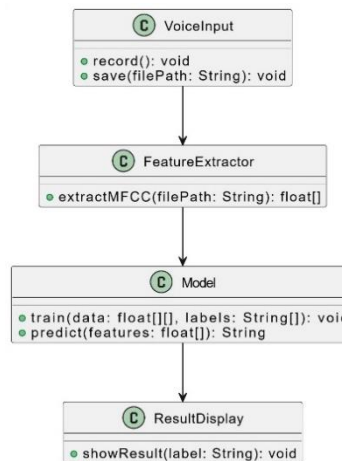 C VoiceInput
record(): void
save(filePath: String): void
C FeatureExtractor
extractMFCC(filePath: String): float[]
C Model
train(data: float[][], labels: String[]): void
predict(features: float[]): String
C ResultDisplay
showResult(label: String): void